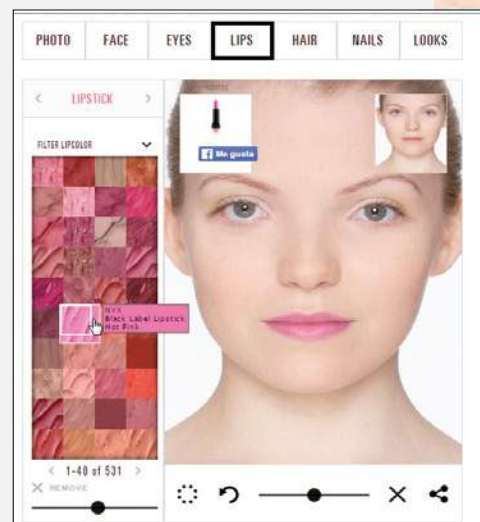 PHOTO FACE EYES LIPS HAIR NAILS LOOKS
LIPSTICK
FILTER LIPCOLOR
Me gusta
NYX
Black Label Lipstick
Hot Pink
1-40 of 531
REMOVE